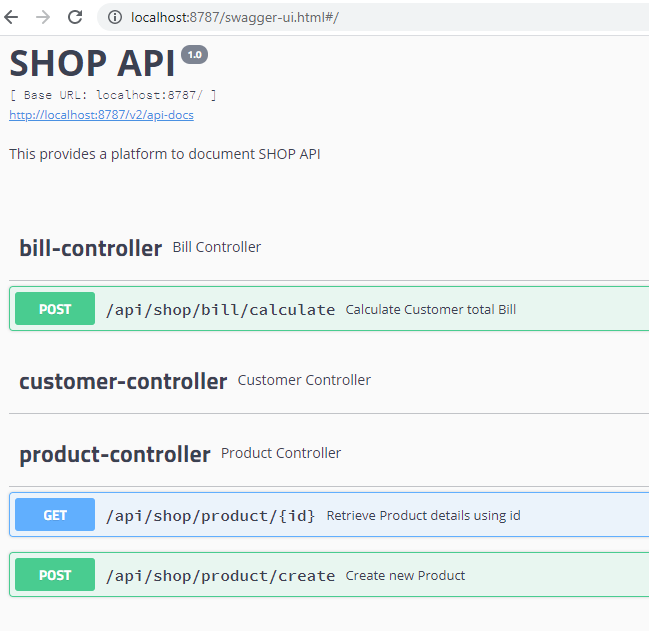 localhost:8787/swagger-ui.html#/
SHOP API 1.0
[ Base URL: localhost:8787/ ]
http://localhost:8787/v2/api-docs
This provides a platform to document SHOP API
bill-controller Bill Controller
POST /api/shop/bill/calculate Calculate Customer total Bill
customer-controller Customer Controller
product-controller Product Controller
GET /api/shop/product/{id} Retrieve Product details using id
POST /api/shop/product/create Create new Product